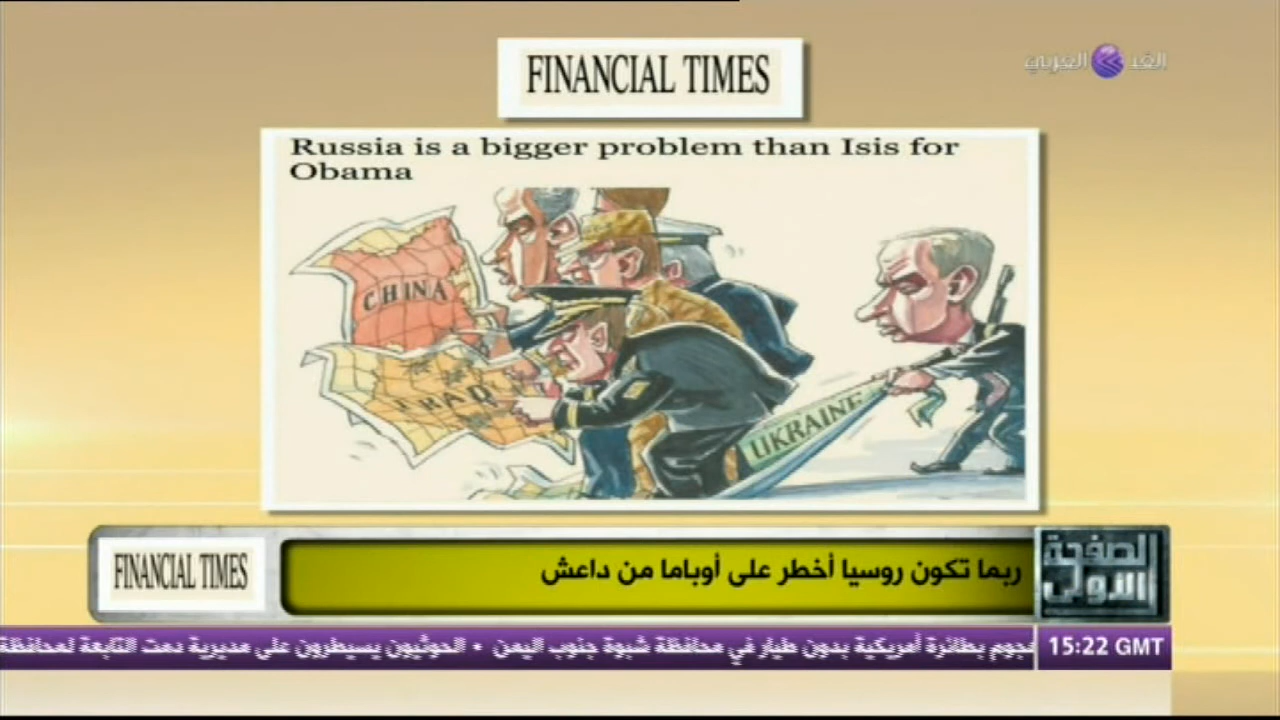 FINANCIAL TIMES
الغد العربي
Russia is a bigger problem than Isis for
Obama
CHINA
IRAQ
UKRAINE
FINANCIAL TIMES
ربما تكون روسيا أخطر على أوباما من داعش
الصفحة
الأولى
هجوم بطائرة أمريكية بدون طيار في محافظة شبوة جنوب اليمن • الحوثيون يسيطرون على مديرية دمت التابعة لمحافظة
15:22 GMT